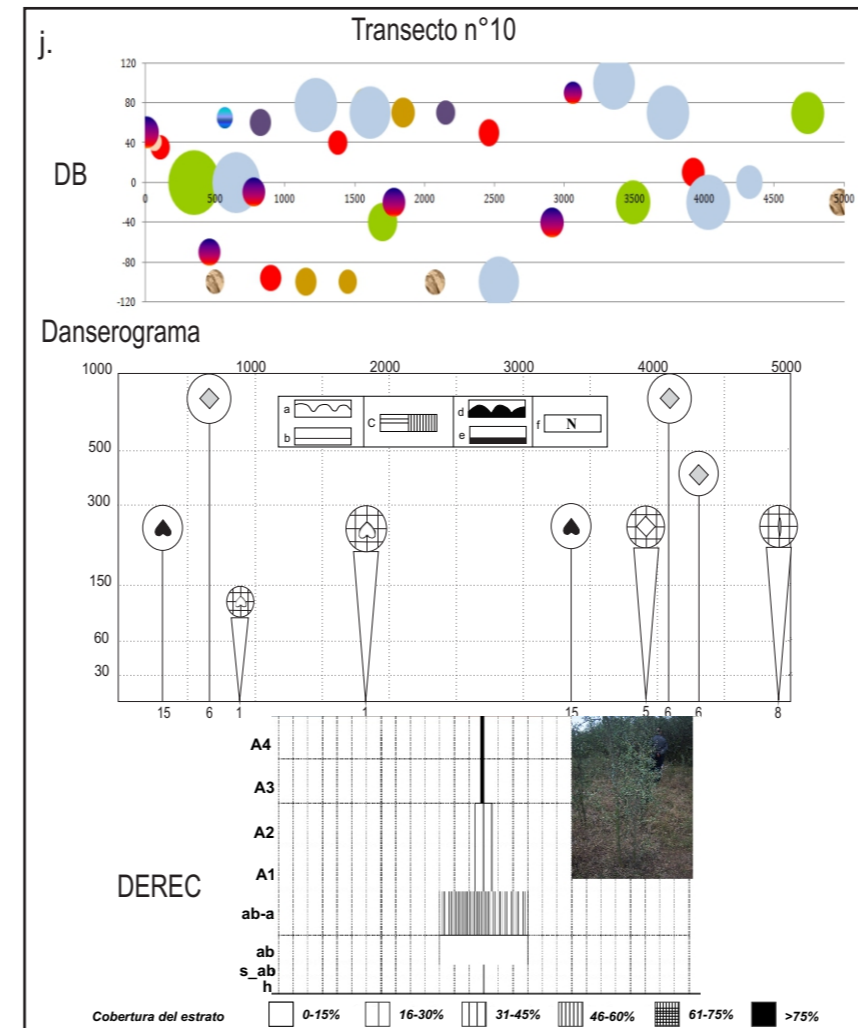 j.
Transecto n°10
120
80
40
DB
0
0 500 1000 1500 2000 2500 3000 3500 4000 4500 5000
-40
-80
-120
Danserograma
1000 1000 2000 3000 4000 5000
a C d f N
b e
500
300
150
60
30
15 6 1 1 15 5 6 6 8
A4
A3
A2
A1
DEREC
ab-a
ab
s_ab
h
Cobertura del estrato 0-15% 16-30% 31-45% 46-60% 61-75% >75%